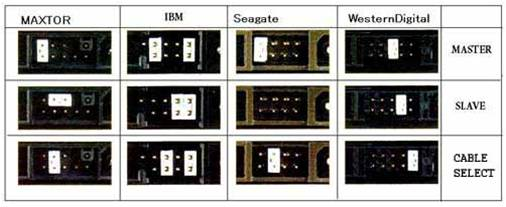 MAXTOR IBM Seagate WesternDigital
MASTER
SLAVE
CABLE
SELECT